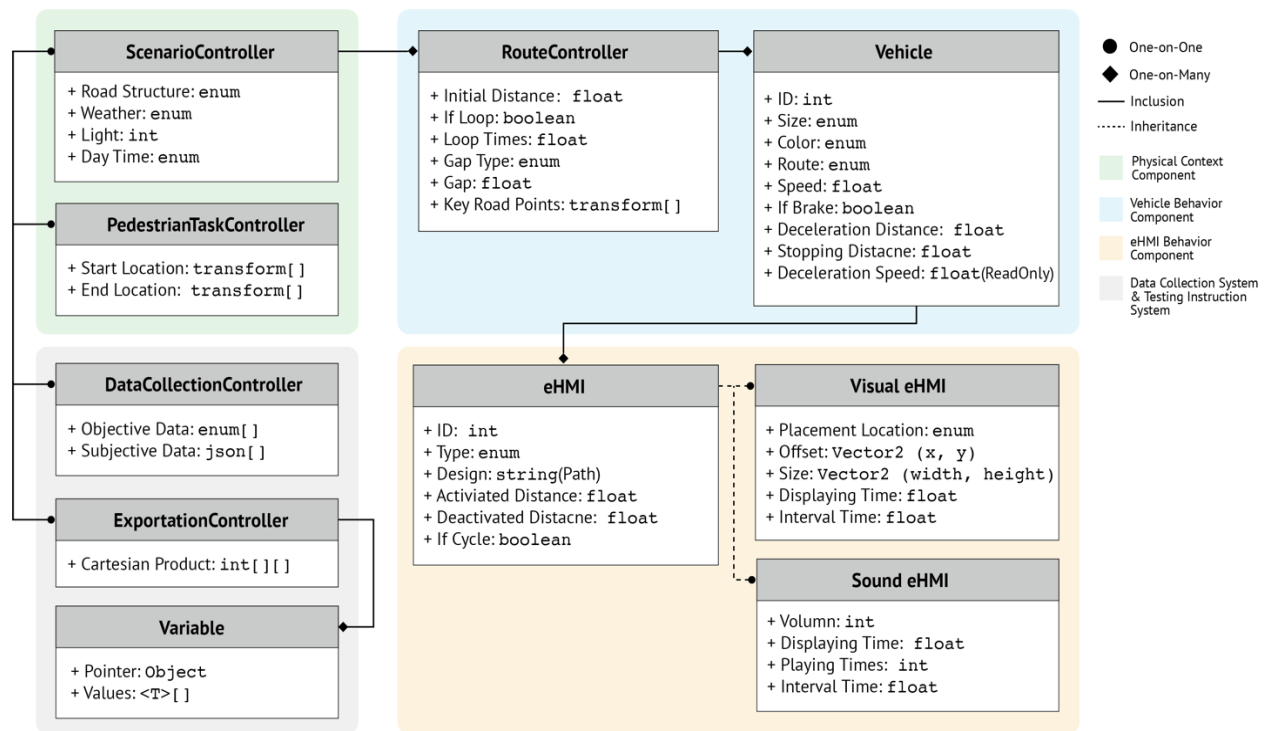 ScenarioController
+ Road Structure: enum
+ Weather: enum
+ Light: int
+ Day Time: enum
PedestrianTaskController
+ Start Location: transform[]
+ End Location: transform[]
RouteController
+ Initial Distance: float
+ If Loop: boolean
+ Loop Times: float
+ Gap Type: enum
+ Gap: float
+ Key Road Points: transform[]
Vehicle
+ ID: int
+ Size: enum
+ Color: enum
+ Route: enum
+ Speed: float
+ If Brake: boolean
+ Deceleration Distance: float
+ Stopping Distacne: float
+ Deceleration Speed: float(ReadOnly)
DataCollectionController
+ Objective Data: enum[]
+ Subjective Data: json[]
ExportationController
+ Cartesian Product: int[][]
Variable
+ Pointer: Object
+ Values: <T>[]
eHMI
+ ID: int
+ Type: enum
+ Design: string(Path)
+ Activiated Distance: float
+ Deactivated Distacne: float
+ If Cycle: boolean
Visual eHMI
+ Placement Location: enum
+ Offset: Vector2 (x, y)
+ Size: Vector2 (width, height)
+ Displaying Time: float
+ Interval Time: float
Sound eHMI
+ Volumn: int
+ Displaying Time: float
+ Playing Times: int
+ Interval Time: float
One-on-One
One-on-Many
Inclusion
Inheritance
Physical Context
Component
Vehicle Behavior
Component
eHMI Behavior
Component
Data Collection System
& Testing Instruction
System